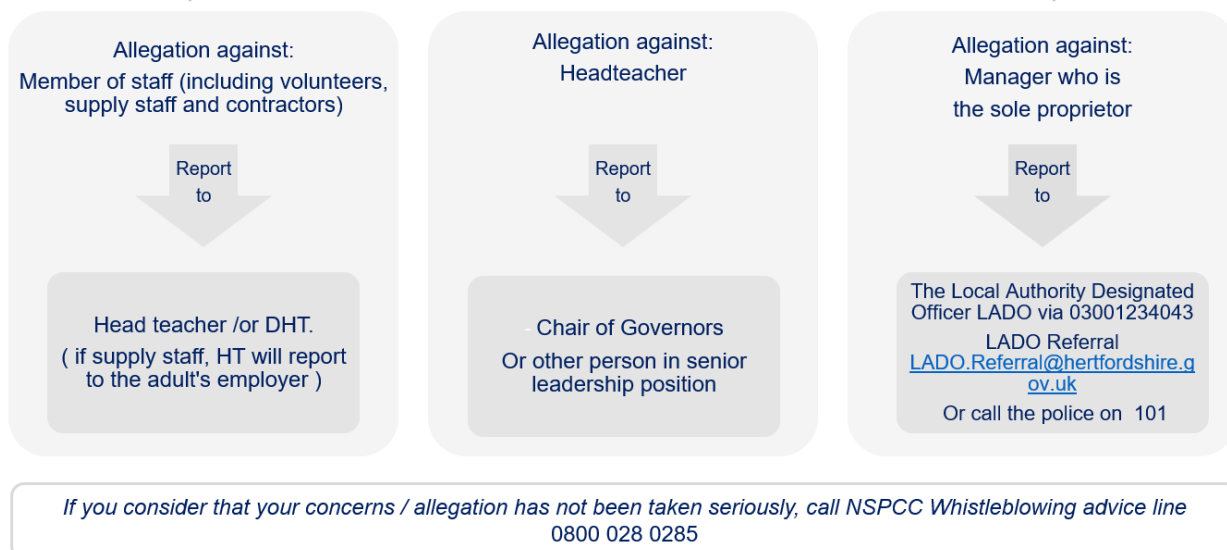 Allegation against:
Member of staff (including volunteers,
supply staff and contractors)
Report
to
Head teacher /or DHT.
( if supply staff, HT will report
to the adult's employer )
Allegation against:
Headteacher
Report
to
- Chair of Governors
Or other person in senior
leadership position
Allegation against:
Manager who is
the sole proprietor
Report
to
The Local Authority Designated
Officer LADO via 03001234043
LADO Referral
LADO.Referral@hertfordshire.g
ov.uk
Or call the police on 101
If you consider that your concerns / allegation has not been taken seriously, call NSPCC Whistleblowing advice line
0800 028 0285